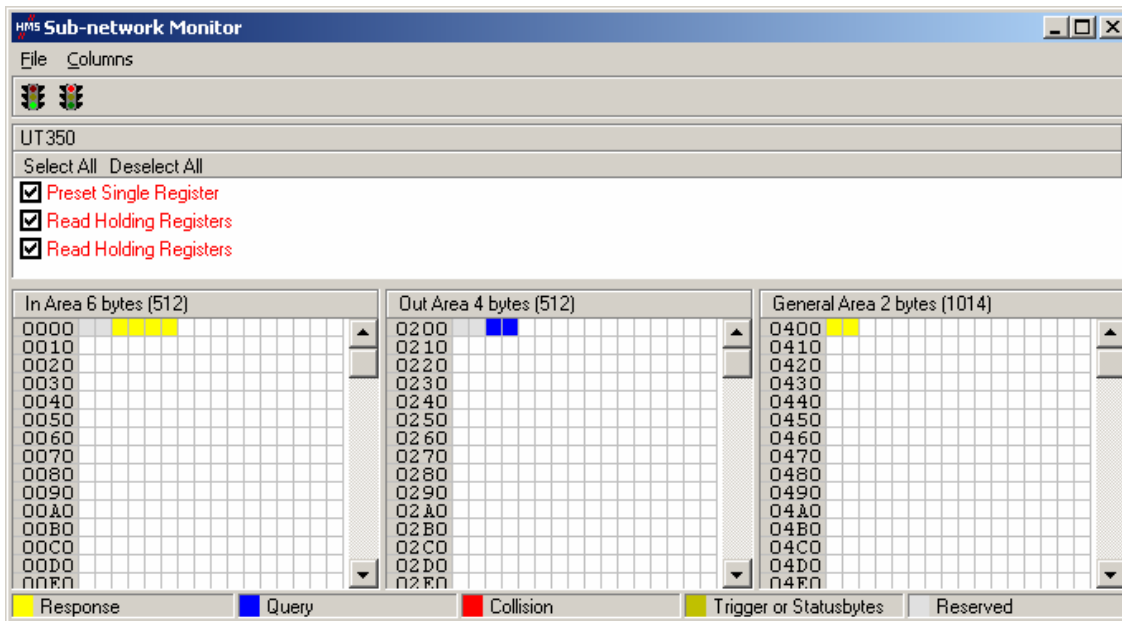 HMS Sub-network Monitor
File Columns
UT350
Select All Deselect All
Preset Single Register
Read Holding Registers
Read Holding Registers
In Area 6 bytes (512)
0000
0010
0020
0030
0040
0050
0060
0070
0080
0090
00A0
00B0
00C0
00D0
00E0
Out Area 4 bytes (512)
0200
0210
0220
0230
0240
0250
0260
0270
0280
0290
02A0
02B0
02C0
02D0
02E0
General Area 2 bytes (1014)
0400
0410
0420
0430
0440
0450
0460
0470
0480
0490
04A0
04B0
04C0
04D0
04E0
Response Query Collision Trigger or Statusbytes Reserved